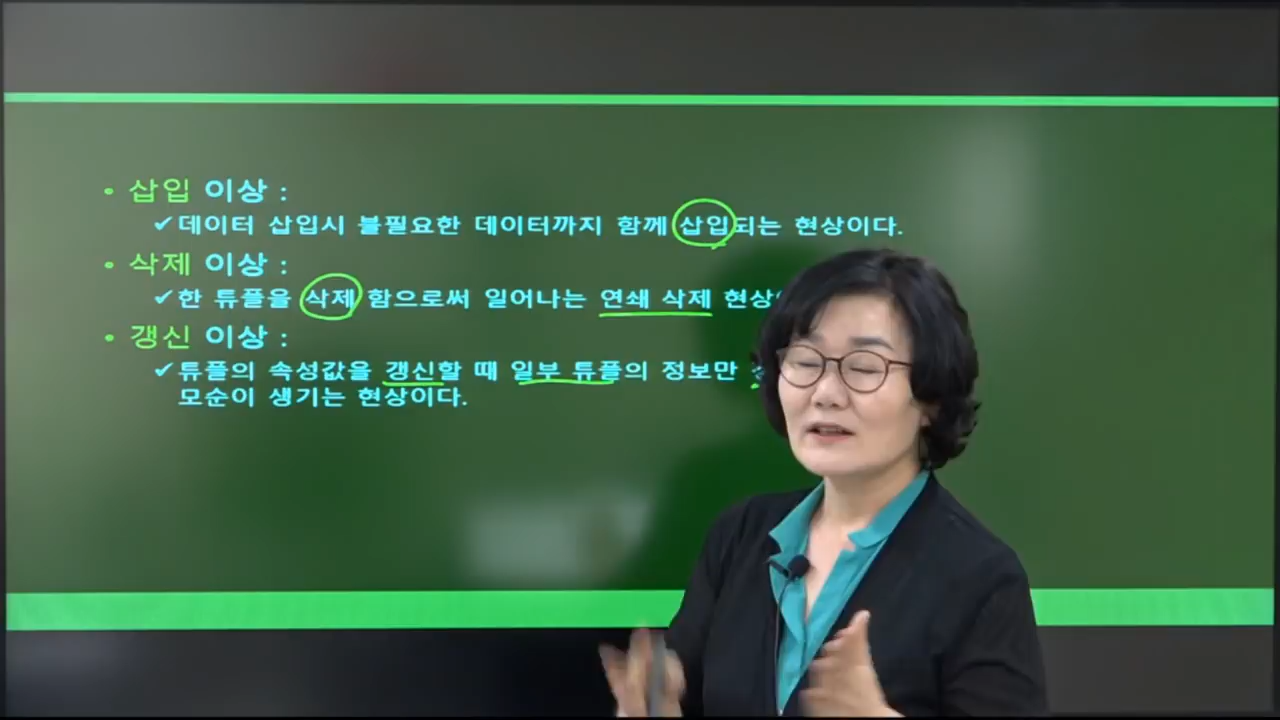 • 삽입 이상 :
✓데이터 삽입시 불필요한 데이터까지 함께 삽입되는 현상이다.
• 삭제 이상 :
✓한 튜플을 삭제 함으로써 일어나는 연쇄 삭제 현상
• 갱신 이상 :
✓튜플의 속성값을 갱신할 때 일부 튜플의 정보만
모순이 생기는 현상이다.